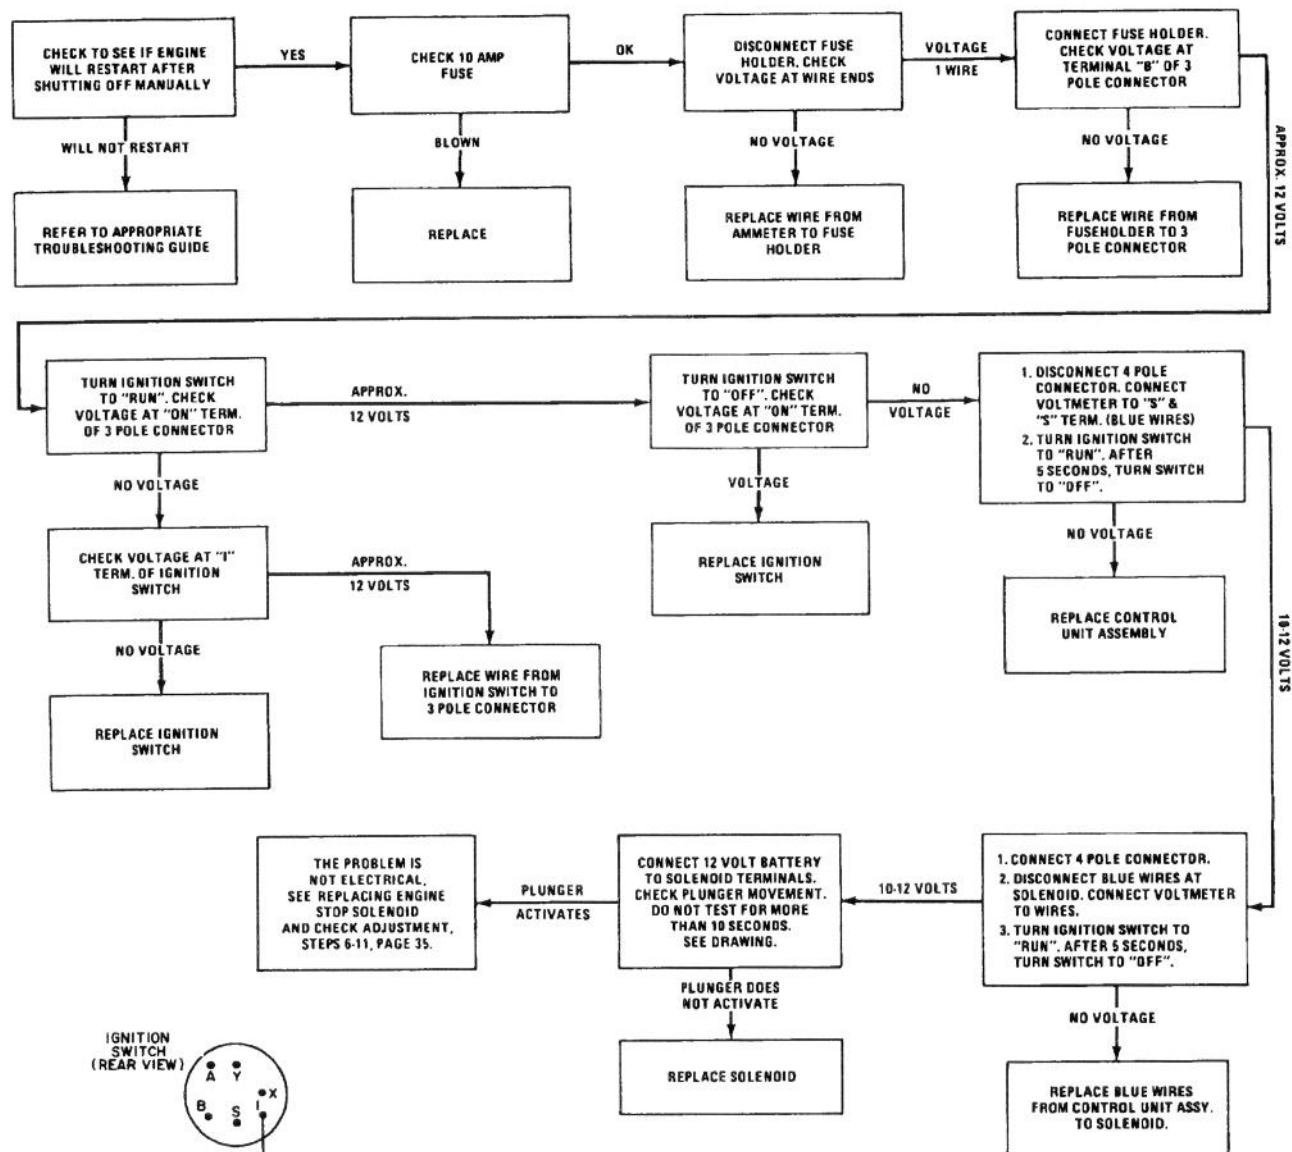 CHECK TO SEE IF ENGINE
WILL RESTART AFTER
SHUTTING OFF MANUALLY
YES
CHECK 10 AMP
FUSE
OK
DISCONNECT FUSE
HOLDER. CHECK
VOLTAGE AT WIRE ENDS
VOLTAGE
1 WIRE
CONNECT FUSE HOLDER.
CHECK VOLTAGE AT
TERMINAL "B" OF 3
POLE CONNECTOR
APPROX. 12 VOLTS
WILL NOT RESTART
BLOWN
NO VOLTAGE
NO VOLTAGE
REFER TO APPROPRIATE
TROUBLESHOOTING GUIDE
REPLACE
REPLACE WIRE FROM
AMMETER TO FUSE
HOLDER
REPLACE WIRE FROM
FUSEHOLDER TO 3
POLE CONNECTOR
TURN IGNITION SWITCH
TO "RUN". CHECK
VOLTAGE AT "ON" TERM.
OF 3 POLE CONNECTOR
APPROX.
12 VOLTS
TURN IGNITION SWITCH
TO "OFF". CHECK
VOLTAGE AT "ON" TERM.
OF 3 POLE CONNECTOR
NO
VOLTAGE
1. DISCONNECT 4 POLE
CONNECTOR. CONNECT
VOLTMETER TO "S" &
"S" TERM. (BLUE WIRES)
2. TURN IGNITION SWITCH
TO "RUN". AFTER
5 SECONDS, TURN SWITCH
TO "OFF".
NO VOLTAGE
VOLTAGE
NO VOLTAGE
CHECK VOLTAGE AT "I"
TERM. OF IGNITION
SWITCH
APPROX.
12 VOLTS
REPLACE IGNITION
SWITCH
REPLACE CONTROL
UNIT ASSEMBLY
10-12 VOLTS
NO VOLTAGE
REPLACE WIRE FROM
IGNITION SWITCH TO
3 POLE CONNECTOR
REPLACE IGNITION
SWITCH
THE PROBLEM IS
NOT ELECTRICAL,
SEE REPLACING ENGINE
STOP SOLENOID
AND CHECK ADJUSTMENT,
STEPS 6-11, PAGE 35.
PLUNGER
ACTIVATES
CONNECT 12 VOLT BATTERY
TO SOLENOID TERMINALS.
CHECK PLUNGER MOVEMENT.
DO NOT TEST FOR MORE
THAN 10 SECONDS.
SEE DRAWING.
10-12 VOLTS
1. CONNECT 4 POLE CONNECTOR.
2. DISCONNECT BLUE WIRES AT
SOLENOID. CONNECT VOLTMETER
TO WIRES.
3. TURN IGNITION SWITCH TO
"RUN". AFTER 5 SECONDS,
TURN SWITCH TO "OFF".
PLUNGER DOES
NOT ACTIVATE
NO VOLTAGE
REPLACE SOLENOID
REPLACE BLUE WIRES
FROM CONTROL UNIT ASSY.
TO SOLENOID.
IGNITION
SWITCH
(REAR VIEW)
A Y
X
B S I